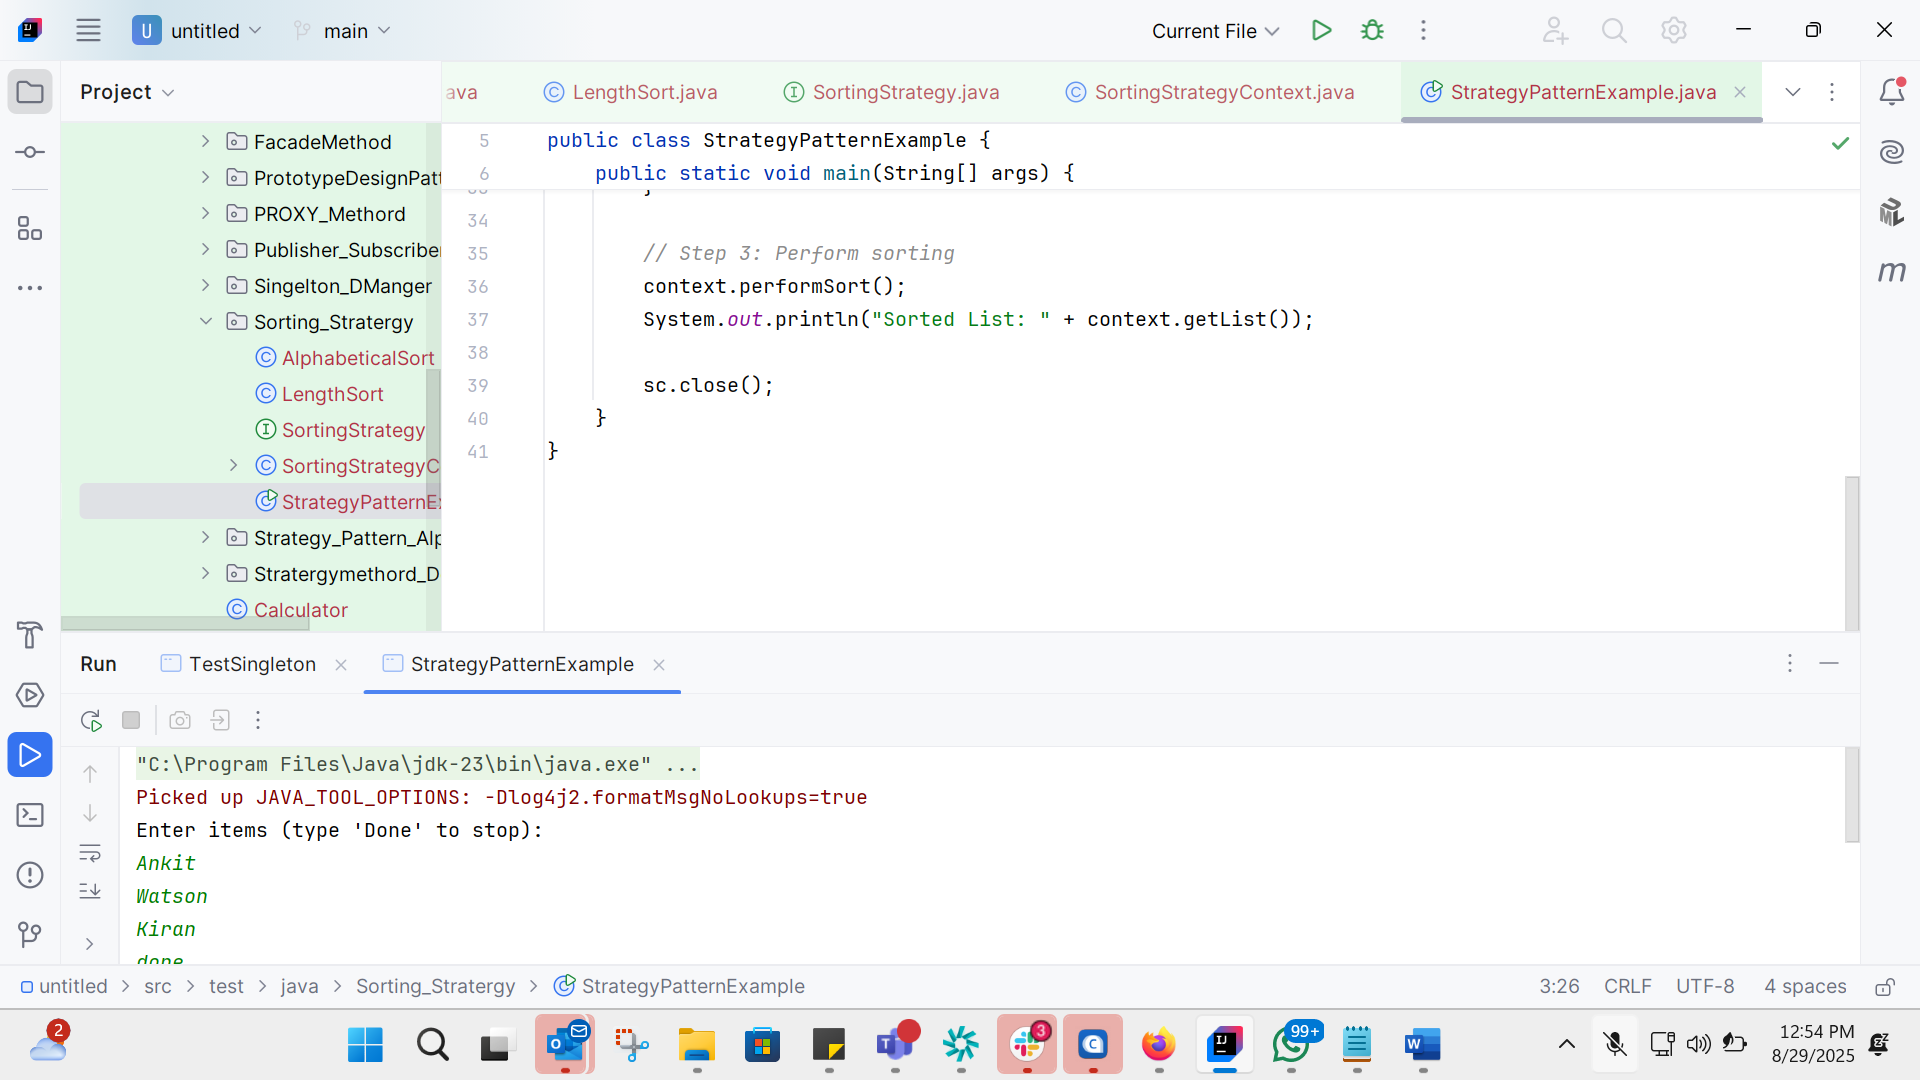 U untitled main Current File
Project
ava LengthSort.java SortingStrategy.java SortingStrategyContext.java StrategyPatternExample.java
FacadeMethod
PrototypeDesignPatt
PROXY_Methord
Publisher_Subscriber
Singelton_DManger
Sorting_Stratergy
AlphabeticalSort
LengthSort
SortingStrategy
SortingStrategyC
StrategyPatternEx
Strategy_Pattern_Alp
Stratergymethord_D
Calculator
5 public class StrategyPatternExample {
6 public static void main(String[] args) {
}
34
35 // Step 3: Perform sorting
36 context.performSort();
37 System.out.println("Sorted List: " + context.getList());
38
39 sc.close();
40 }
41 }
Run TestSingleton StrategyPatternExample
"C:\Program Files\Java\jdk-23\bin\java.exe" ...
Picked up JAVA_TOOL_OPTIONS: -Dlog4j2.formatMsgNoLookups=true
Enter items (type 'Done' to stop):
Ankit
Watson
Kiran
done
untitled > src > test > java > Sorting_Stratergy > StrategyPatternExample 3:26 CRLF UTF-8 4 spaces
2 3 99+ 12:54 PM
8/29/2025